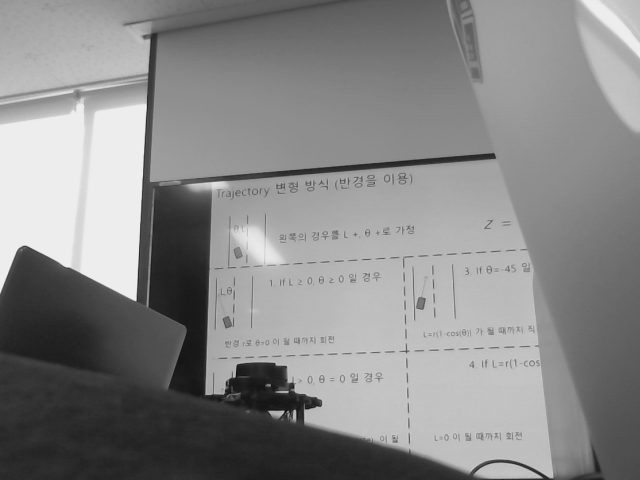 Trajectory 변형 방식 (반경을 이용)
왼쪽의 경우를 L +, θ +로 가정
Z =
Lθ
1. If L ≥ 0, θ ≥ 0 일 경우
반경 r로 θ=0 이 될 때까지 회전
3. If θ=-45 일
L=r(1-cos(θ)) 가 될 때까지 직
L > 0, θ = 0 일 경우
이 될
4. If L=r(1-cos
L=0 이 될 때까지 회전